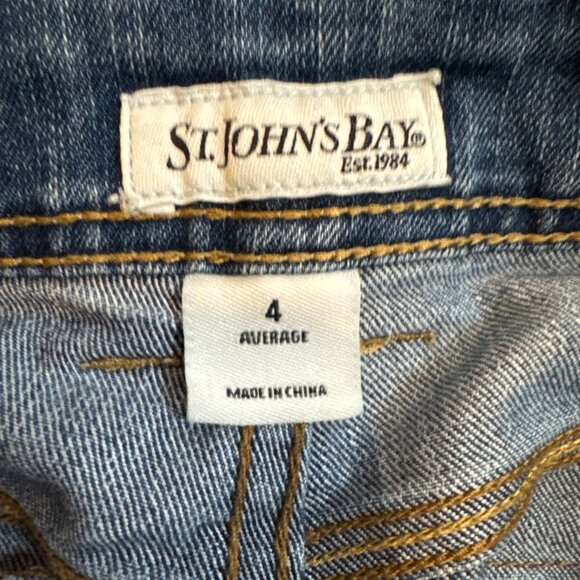 ST. JOHN'S BAY®
EST. 1984
4
AVERAGE
MADE IN CHINA